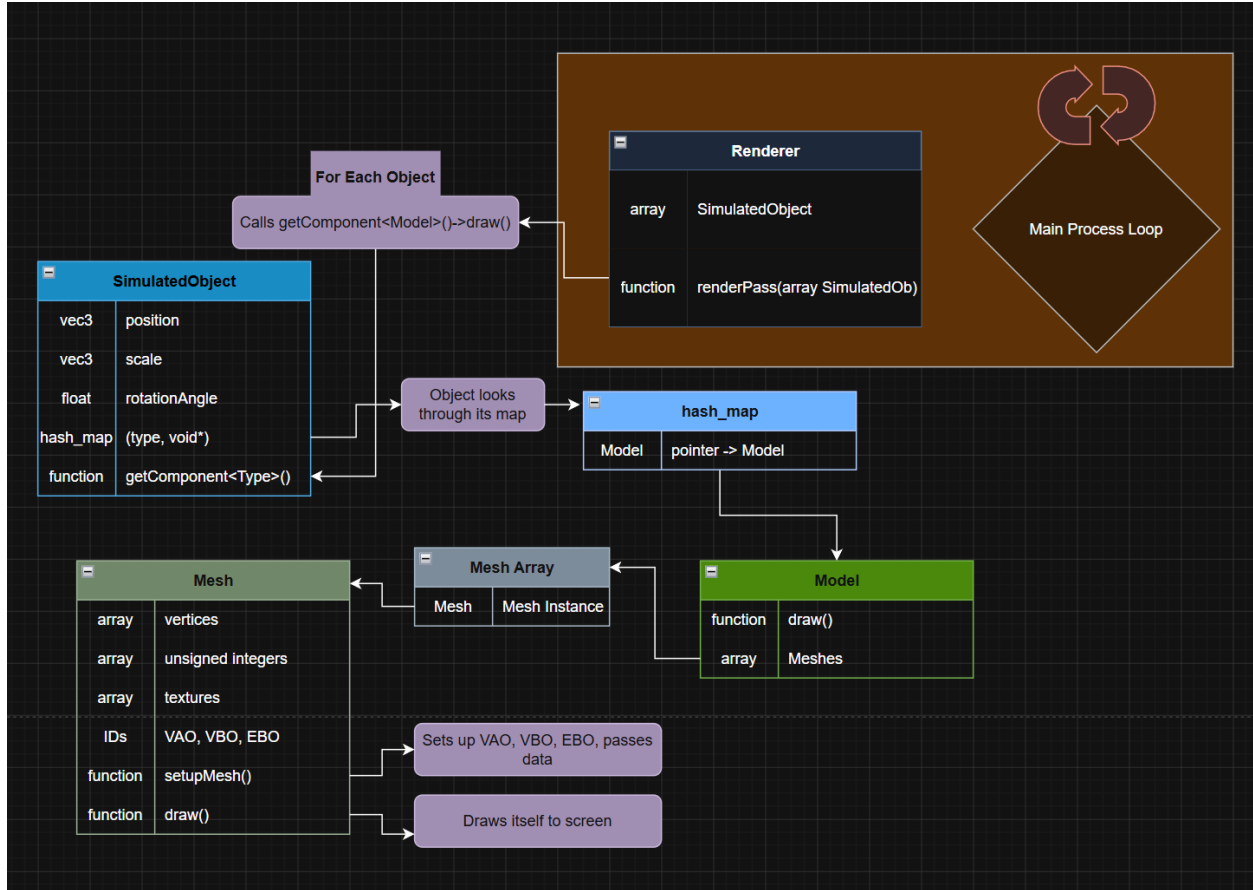 Renderer
array SimulatedObject
function renderPass(array SimulatedOb)
Main Process Loop
For Each Object
Calls getComponent<Model>()->draw()
SimulatedObject
vec3 position
vec3 scale
float rotationAngle
hash_map (type, void*)
function getComponent<Type>()
Object looks
through its map
hash_map
Model pointer -> Model
Model
function draw()
array Meshes
Mesh Array
Mesh Mesh Instance
Mesh
array vertices
array unsigned integers
array textures
IDs VAO, VBO, EBO
function setupMesh()
function draw()
Sets up VAO, VBO, EBO, passes
data
Draws itself to screen